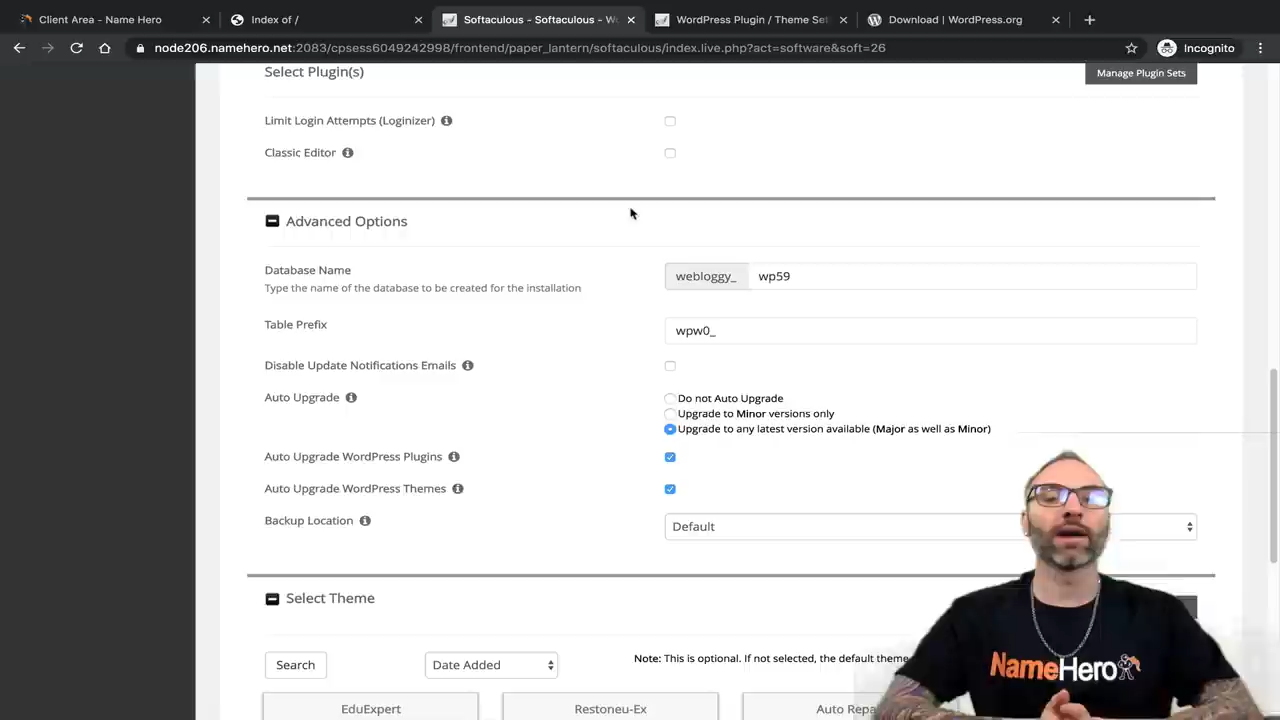 Client Area - Name Hero
Index of /
Softaculous - Softaculous - W
WordPress Plugin / Theme Set
Download | WordPress.org
node206.namehero.net:2083/cpsess6049242998/frontend/paper_lantern/softaculous/index.live.php?act=software&soft=26
Incognito
Select Plugin(s)
Manage Plugin Sets
Limit Login Attempts (Loginizer)
Classic Editor
Advanced Options
Database Name
webloggy_ wp59
Type the name of the database to be created for the installation
Table Prefix
wpw0_
Disable Update Notifications Emails
Auto Upgrade
Do not Auto Upgrade
Upgrade to Minor versions only
Upgrade to any latest version available (Major as well as Minor)
Auto Upgrade WordPress Plugins
Auto Upgrade WordPress Themes
Backup Location
Default
Select Theme
Search
Date Added
Note: This is optional. If not selected, the default theme
EduExpert
Restoneu-Ex
Auto Repa
NameHero